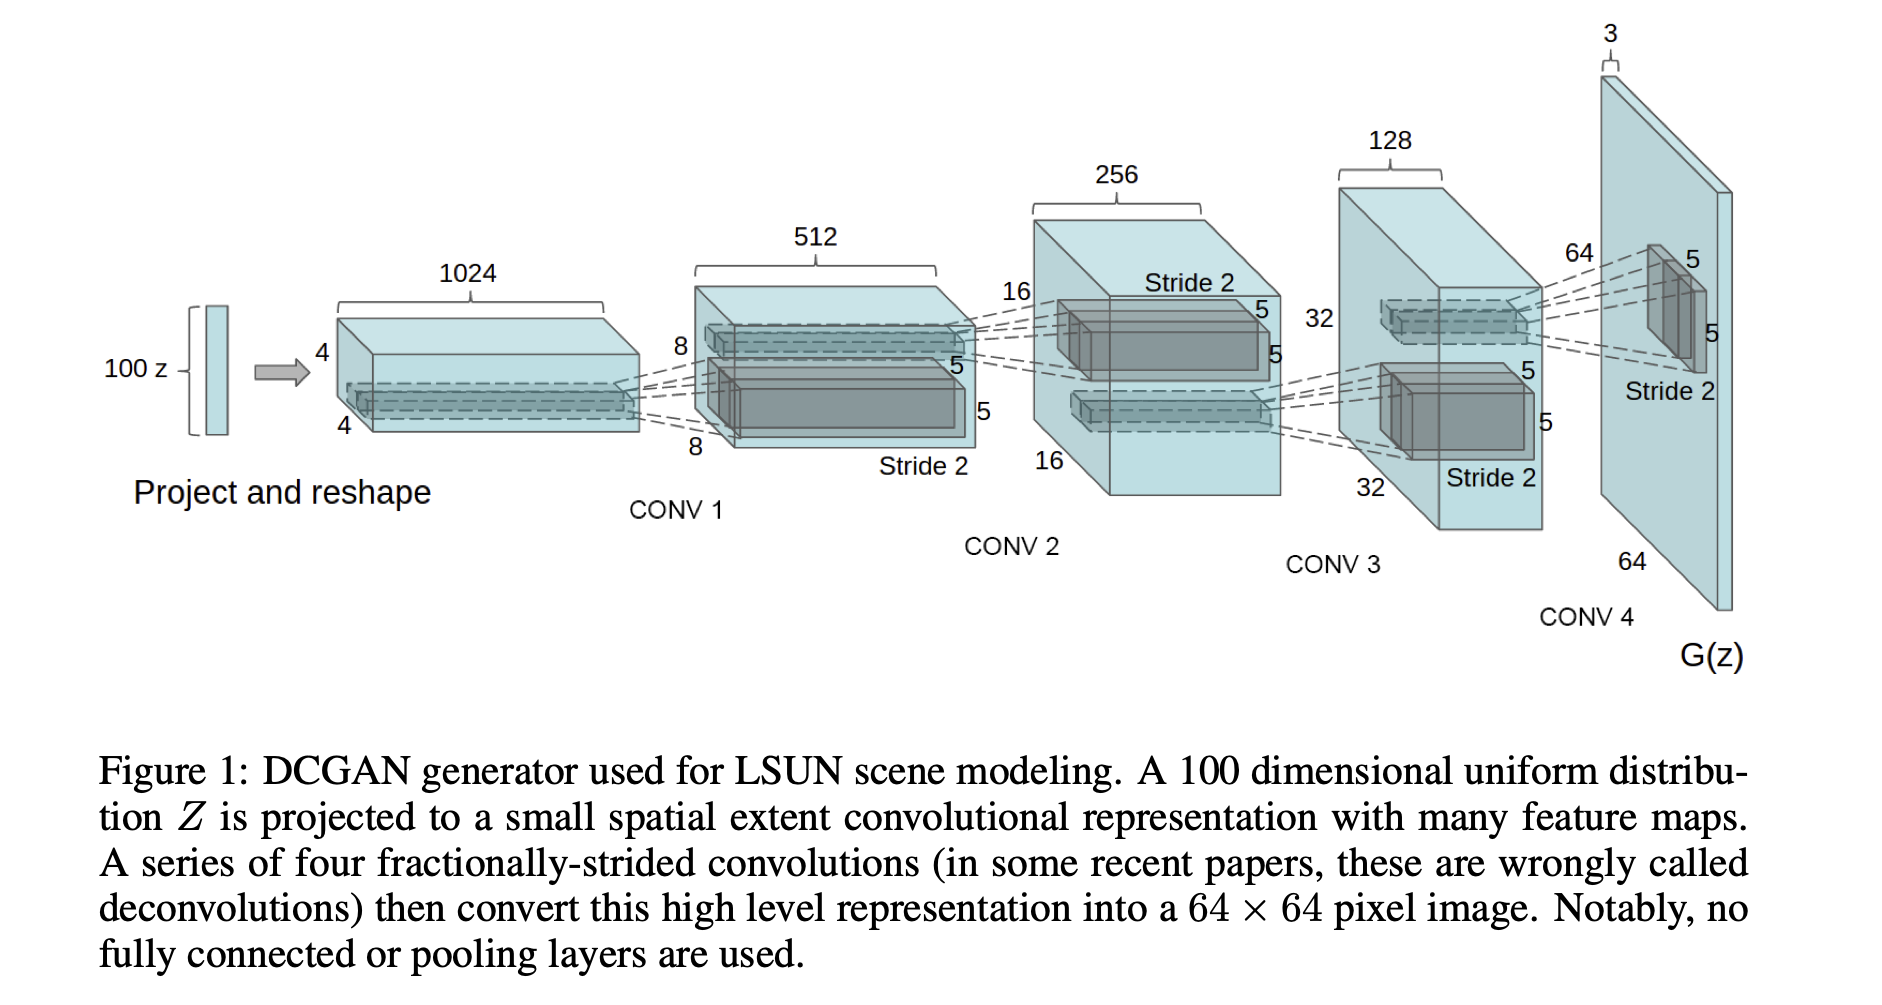 3
128
256
512
1024
64
5
Stride 2
16
5
32
5
8
5
4
100 z
5
5
Stride 2
5
5
4
8
16
32
Stride 2
Stride 2
Project and reshape
CONV 1
CONV 2
CONV 3
64
CONV 4
G(z)
Figure 1: DCGAN generator used for LSUN scene modeling. A 100 dimensional uniform distribu-
tion Z is projected to a small spatial extent convolutional representation with many feature maps.
A series of four fractionally-strided convolutions (in some recent papers, these are wrongly called
deconvolutions) then convert this high level representation into a 64 × 64 pixel image. Notably, no
fully connected or pooling layers are used.